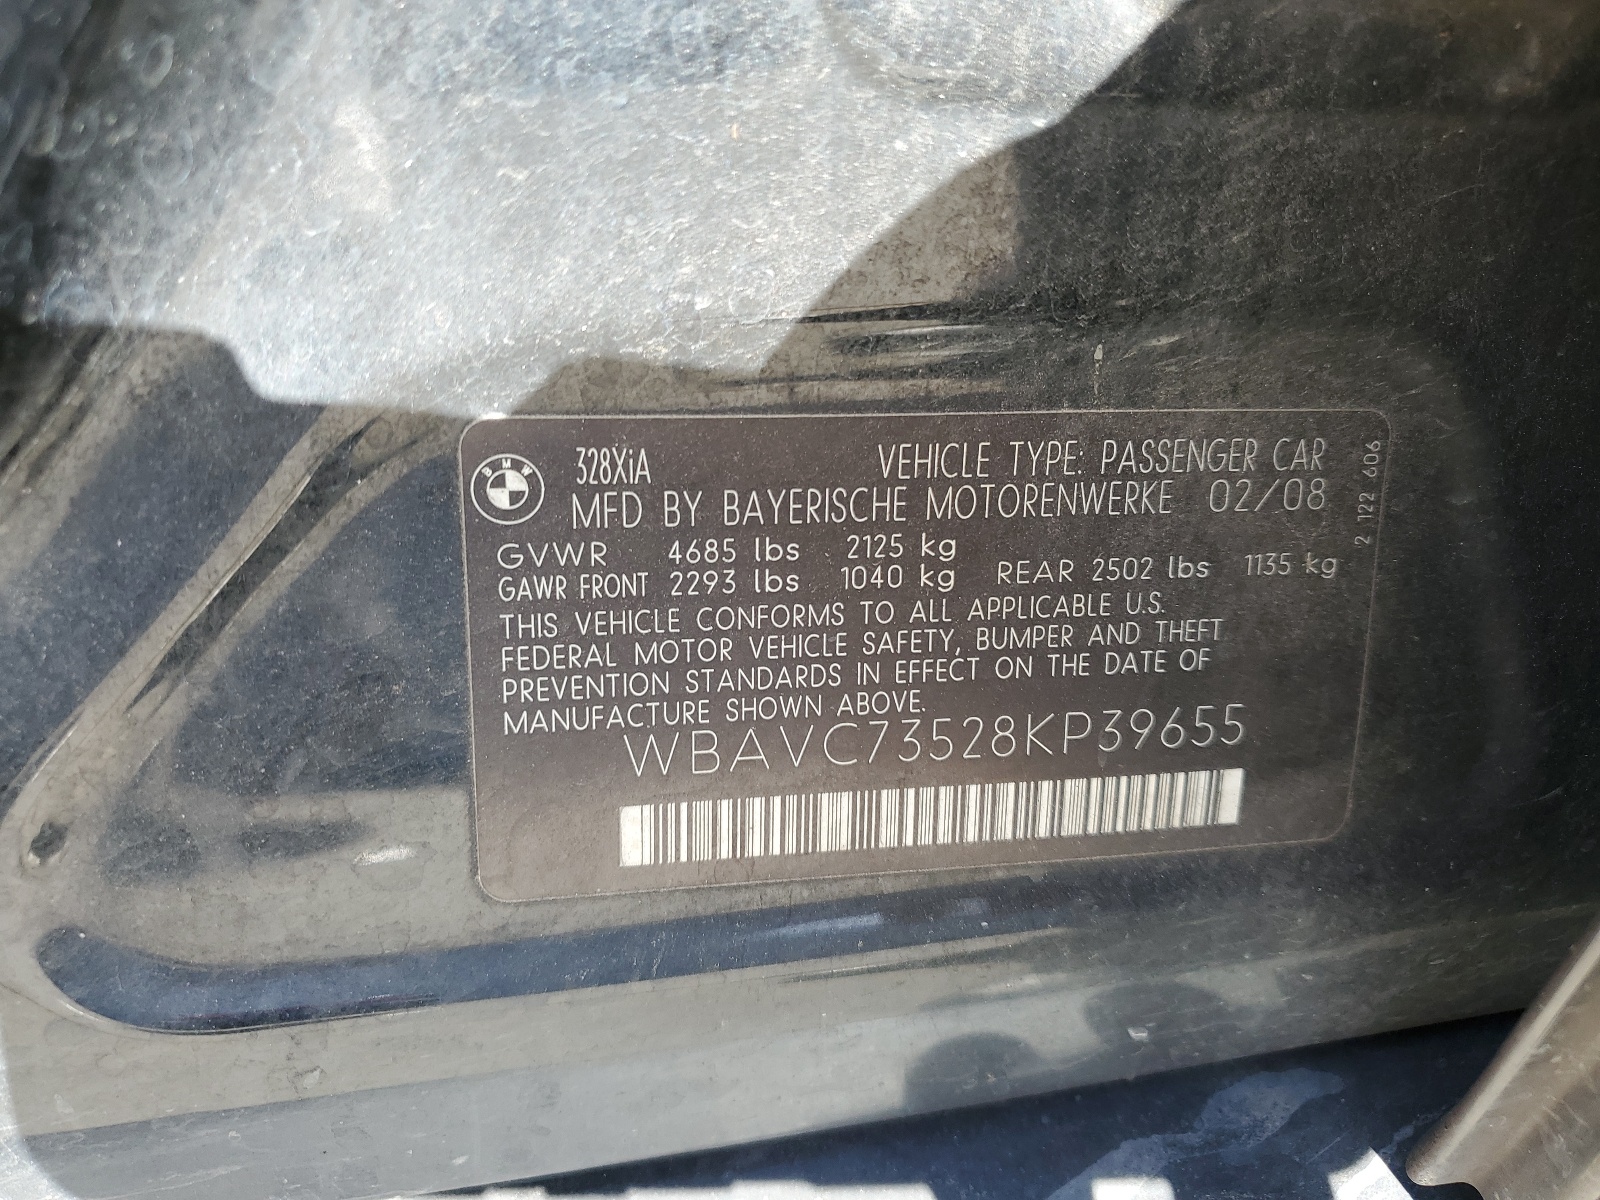 BMW
328XiA VEHICLE TYPE: PASSENGER CAR
MFD BY BAYERISCHE MOTORENWERKE 02/08
GVWR 4685 lbs 2125 kg
GAWR FRONT 2293 lbs 1040 kg REAR 2502 lbs 1135 kg
THIS VEHICLE CONFORMS TO ALL APPLICABLE U.S.
FEDERAL MOTOR VEHICLE SAFETY, BUMPER AND THEFT
PREVENTION STANDARDS IN EFFECT ON THE DATE OF
MANUFACTURE SHOWN ABOVE.
WBAVC73528KP39655
2 122 606